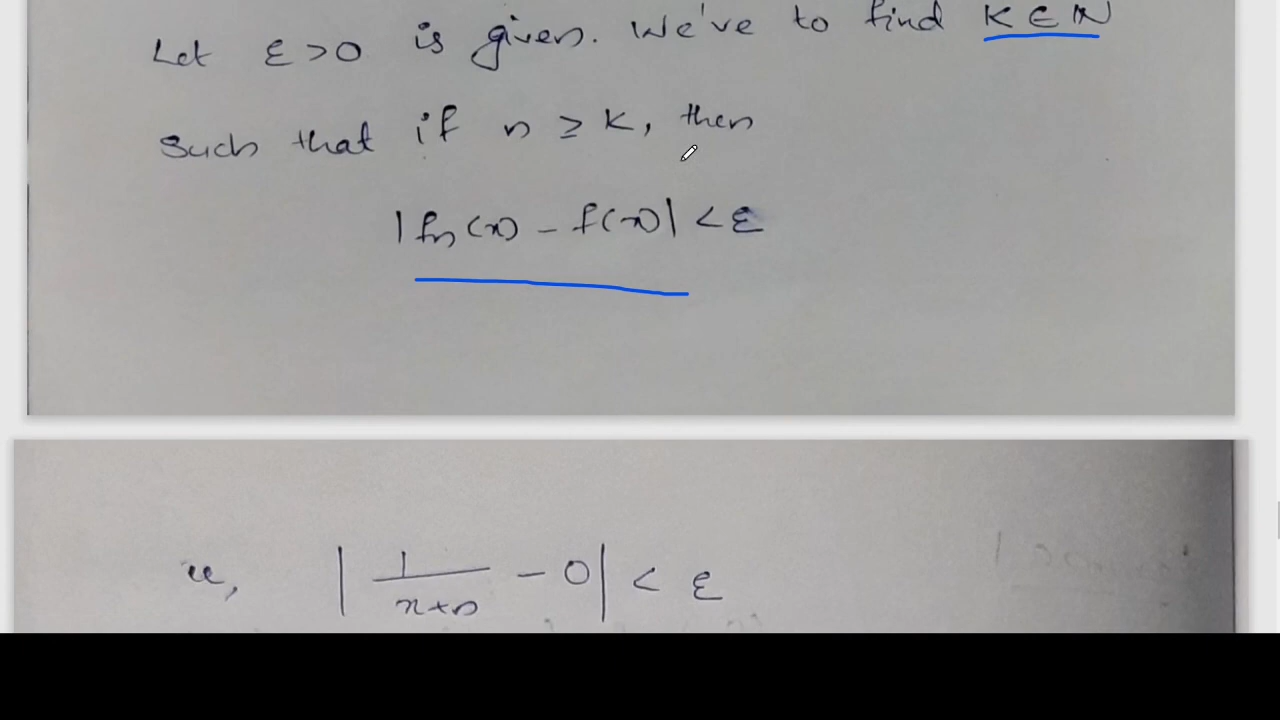 Let ε > 0 is given. We've to find K ∈ ℕ
such that if n ≥ K, then
|fn(x) - f(x)| < ε
ie, | 1/(x+n) - 0 | < ε